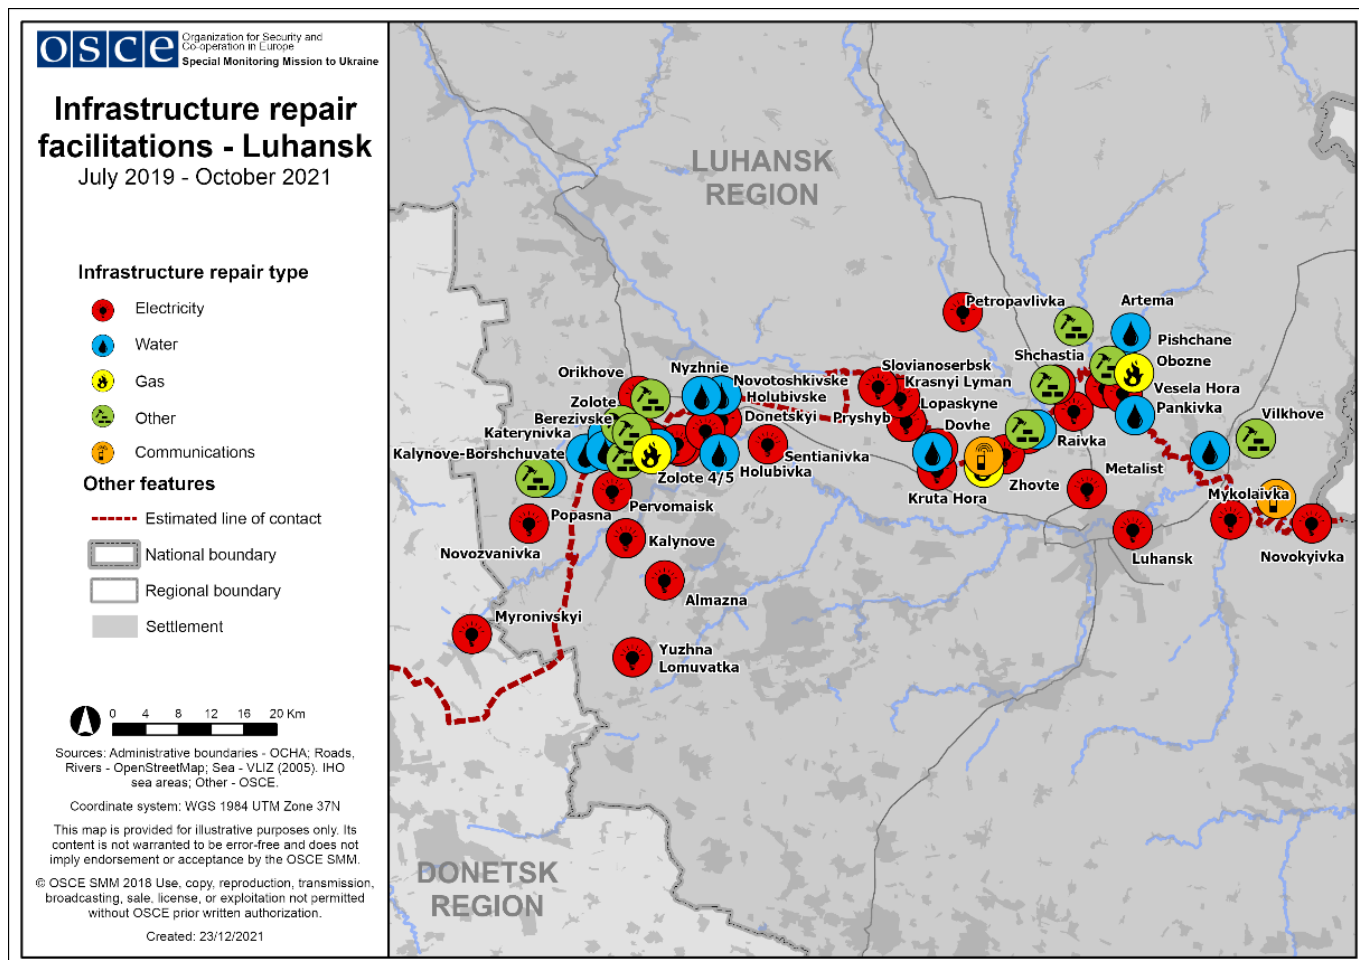 OSCE
Organization for Security and
Co-operation in Europe
Special Monitoring Mission to Ukraine
Infrastructure repair
facilitations - Luhansk
July 2019 - October 2021
Infrastructure repair type
Electricity
Water
Gas
Other
Communications
Other features
Estimated line of contact
National boundary
Regional boundary
Settlement
0 4 8 12 16 20 Km
Sources: Administrative boundaries - OCHA; Roads,
Rivers - OpenStreetMap; Sea - VLIZ (2005). IHO
sea areas; Other - OSCE.
Coordinate system: WGS 1984 UTM Zone 37N
This map is provided for illustrative purposes only. Its
content is not warranted to be error-free and does not
imply endorsement or acceptance by the OSCE SMM.
© OSCE SMM 2018 Use, copy, reproduction, transmission,
broadcasting, sale, license, or exploitation not permitted
without OSCE prior written authorization.
Created: 23/12/2021
LUHANSK
REGION
Petropavlivka
Artema
Pishchane
Shchastia
Obozne
Vesela Hora
Pankivka
Vilkhove
Orikhove
Nyzhnie
Novotoshkivske
Holubivske
Slovianoserbsk
Krasnyi Lyman
Lopaskyne
Zolote
Berezivske
Donetskyi
Pryshyb
Dovhe
Katerynivka
Raivka
Kalynove-Borshchuvate
Sentianivka
Zolote 4/5
Holubivka
Kruta Hora
Zhovte
Metalist
Mykolaivka
Popasna
Pervomaisk
Novozvanivka
Kalynove
Luhansk
Novokyivka
Almazna
Myronivskyi
Yuzhna
Lomuvatka
DONETSK
REGION